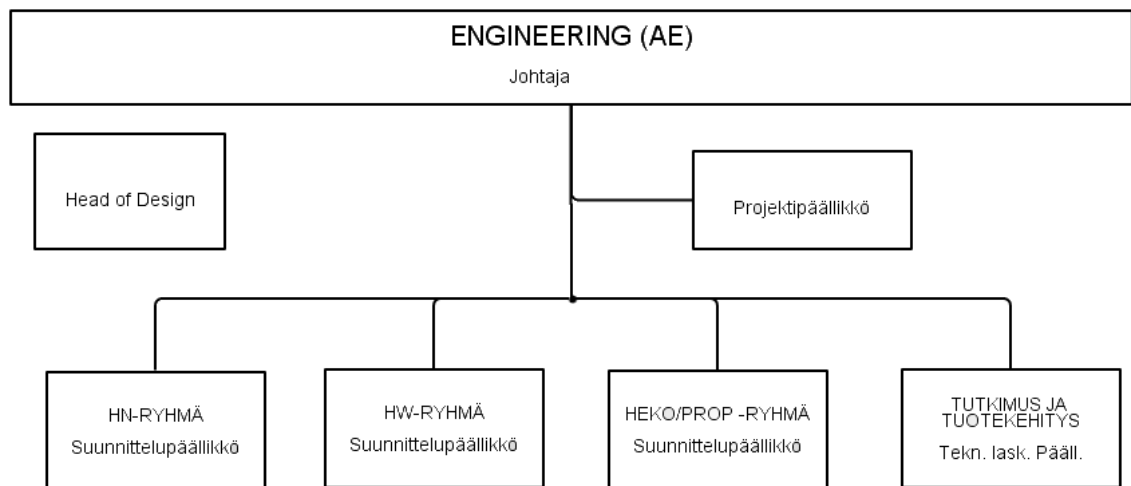 ENGINEERING (AE)
Johtaja
Head of Design
Projektipäällikkö
HN-RYHMÄ
Suunnittelupäällikkö
HW-RYHMÄ
Suunnittelupäällikkö
HEKO/PROP -RYHMÄ
Suunnittelupäällikkö
TUTKIMUS JA
TUOTEKEHITYS
Tekn. lask. Pääll.